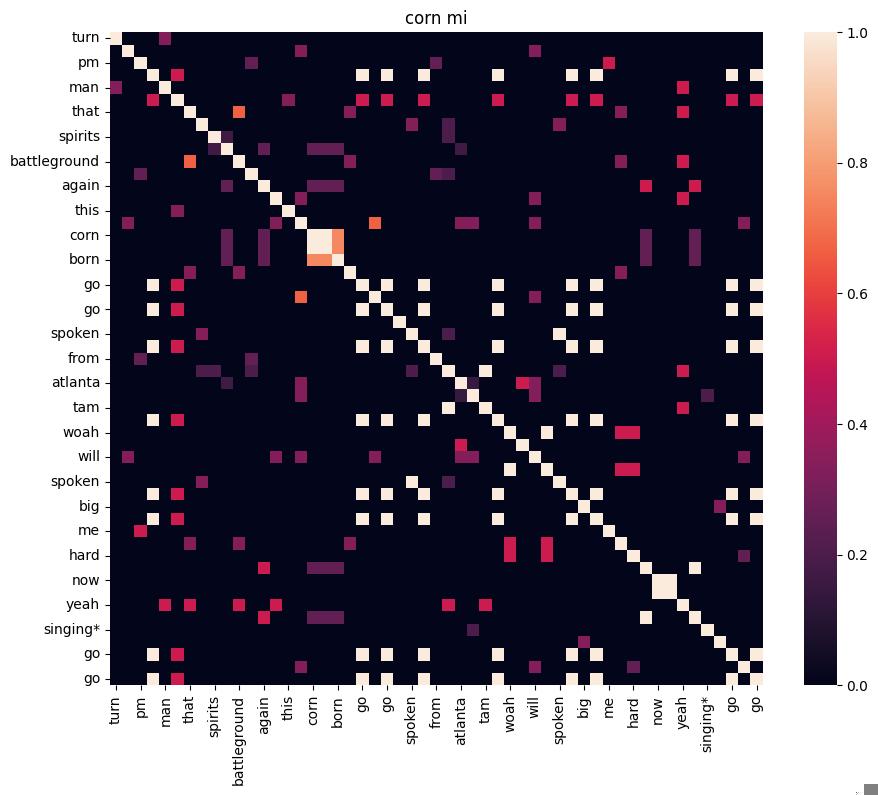 corn mi
turn
pm
man
that
spirits
battleground
again
this
corn
born
go
go
spoken
from
atlanta
tam
woah
will
spoken
big
me
hard
now
yeah
singing*
go
go
1.0
0.8
0.6
0.4
0.2
0.0
turn
pm
man
that
spirits
battleground
again
this
corn
born
go
go
spoken
from
atlanta
tam
woah
will
spoken
big
me
hard
now
yeah
singing*
go
go